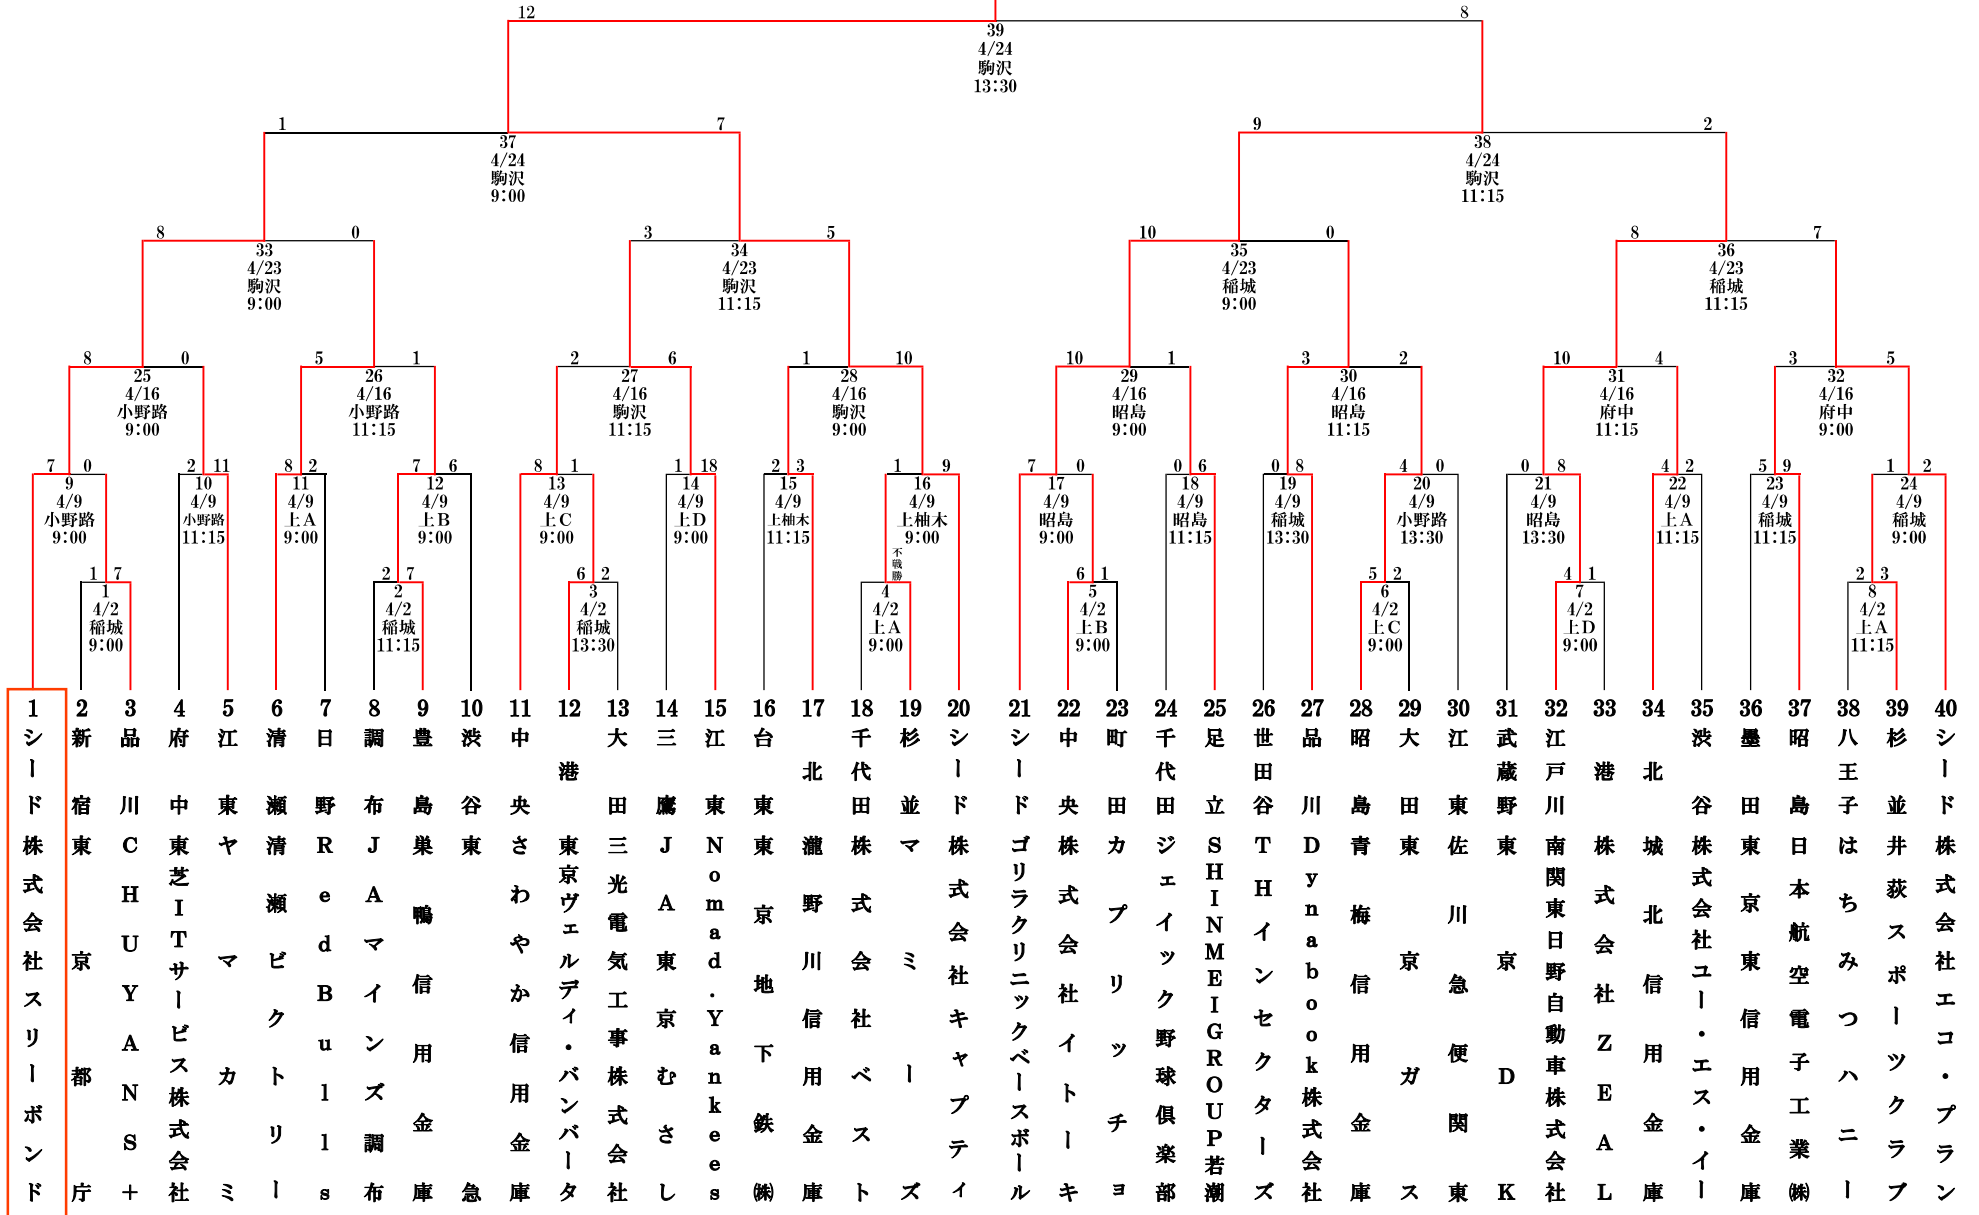 12 8
39
4/24
駒沢
13:30
1 7 9 2
37 38
4/24 4/24
駒沢 駒沢
9:00 11:15
8 0 3 5 10 0 8 7
33 34 35 36
4/23 4/23 4/23 4/23
駒沢 駒沢 稲城 稲城
9:00 11:15 9:00 11:15
8 0 5 1 2 6 1 10 10 1 3 2 10 4 3 5
25 26 27 28 29 30 31 32
4/16 4/16 4/16 4/16 4/16 4/16 4/16 4/16
小野路 小野路 駒沢 駒沢 昭島 昭島 府中 府中
9:00 11:15 11:15 9:00 9:00 11:15 11:15 9:00
7 0 2 11 8 2 7 6 8 1 1 18 2 3 1 9 7 0 0 6 0 8 4 0 0 8 4 2 5 9 1 2
9 10 11 12 13 14 15 16 17 18 19 20 21 22 23 24
4/9 4/9 4/9 4/9 4/9 4/9 4/9 4/9 4/9 4/9 4/9 4/9 4/9 4/9 4/9 4/9
小野路 小野路 上A 上B 上C 上D 上柚木 上柚木 昭島 昭島 稲城 小野路 昭島 上A 稲城 稲城
9:00 11:15 9:00 9:00 9:00 9:00 11:15 9:00 9:00 11:15 13:30 13:30 13:30 11:15 11:15 9:00
不戦勝
1 7 2 7 6 2 6 1 5 2 4 1 2 3
1 2 3 4 5 6 7 8
4/2 4/2 4/2 4/2 4/2 4/2 4/2 4/2
稲城 稲城 稲城 上A 上B 上C 上D 上A
9:00 11:15 13:30 9:00 9:00 9:00 9:00 11:15
1 シード 株式会社スリーボンド
2 新宿 東京都庁
3 品川 CHUYANS+
4 府中 東芝ITサービス株式会社
5 江東 ヤマカミ
6 清瀬 清瀬ビクトリー
7 日野 RedBulls
8 調布 JAマインズ調布
9 豊島 巣鴨信用金庫
10 渋谷 東急
11 中央 さわやか信用金庫
12 港 東京ヴェルディ・バンバータ
13 大田 三光電気工事株式会社
14 三鷹 JA東京むさし
15 江東 Nomad.Yankees
16 台東 東京地下鉄㈱
17 北 瀧野川信用金庫
18 千代田 株式会社ベスト
19 杉並 マミーズ
20 シード 株式会社キャプティ
21 シード ゴリラクリニックベースボール
22 中央 株式会社イトーキ
23 町田 カプリッチョ
24 千代田 ジェイック野球倶楽部
25 足立 SHINMEIGROUP若潮
26 世田谷 THインセクターズ
27 品川 Dynabook株式会社
28 昭島 青梅信用金庫
29 大田 東京ガス
30 江東 佐川急便関東
31 武蔵野 東京DK
32 江戸川 南関東日野自動車株式会社
33 港 株式会社ZEAL
34 北 城北信用金庫
35 渋谷 株式会社ユー・エス・イー
36 墨田 東京東信用金庫
37 昭島 日本航空電子工業㈱
38 八王子 はちみつハニー
39 杉並 井荻スポーツクラブ
40 シード 株式会社エコ・プラン